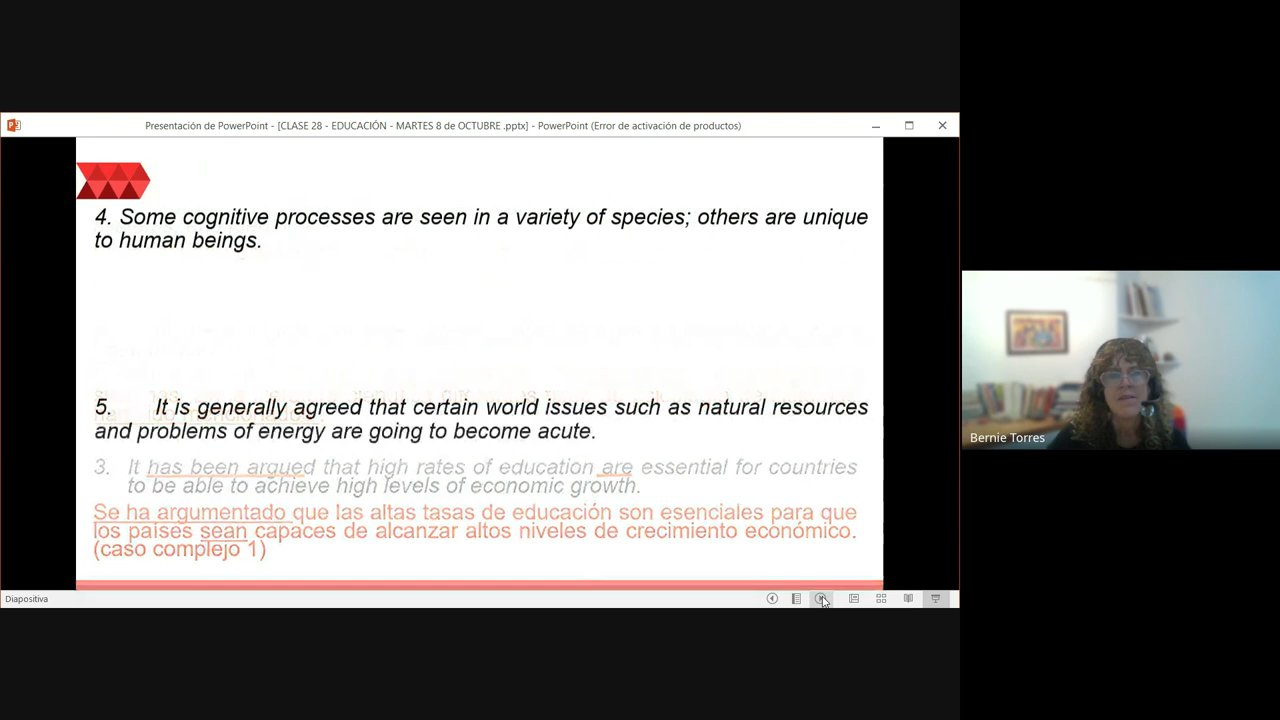 Presentación de PowerPoint - [CLASE 28 - EDUCACIÓN - MARTES 8 de OCTUBRE .pptx] - PowerPoint (Error de activación de productos)
4. Some cognitive processes are seen in a variety of species; others are unique
to human beings.
5. It is generally agreed that certain world issues such as natural resources
and problems of energy are going to become acute.
3. It has been argued that high rates of education are essential for countries
to be able to achieve high levels of economic growth.
Se ha argumentado que las altas tasas de educación son esenciales para que
los países sean capaces de alcanzar altos niveles de crecimiento económico.
(caso complejo 1)
Bernie Torres
Diapositiva